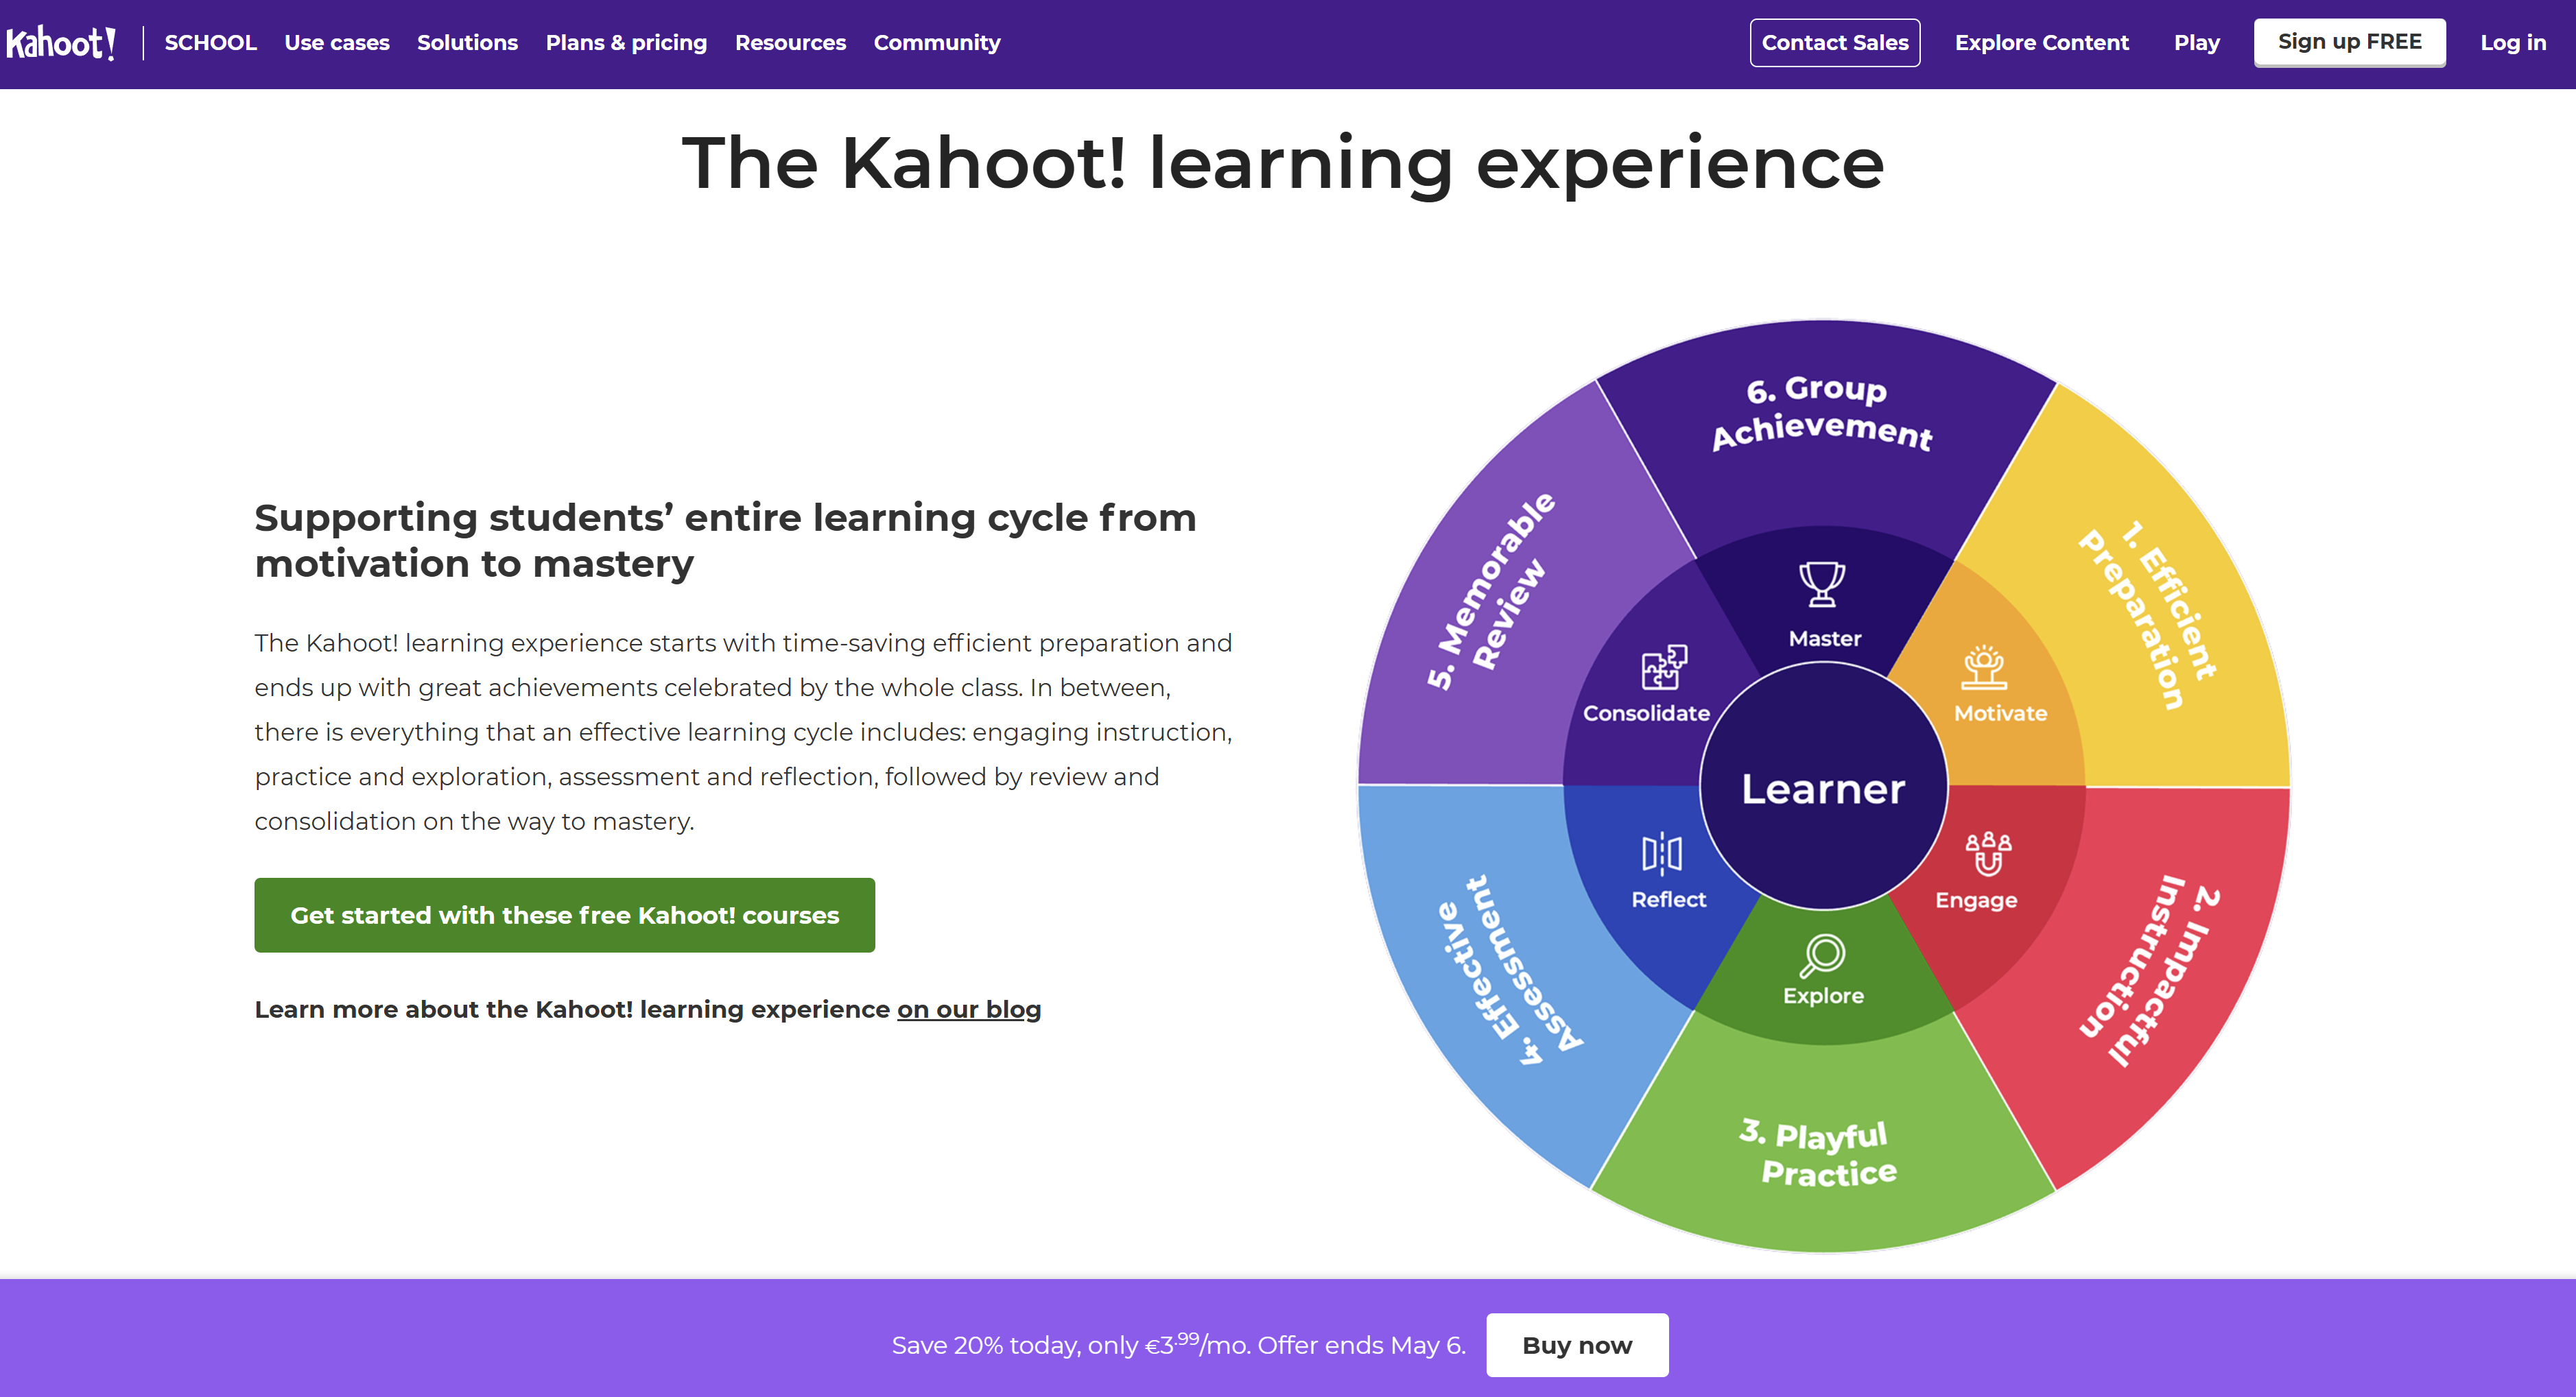 Kahoot!
SCHOOL
Use cases
Solutions
Plans & pricing
Resources
Community
Contact Sales
Explore Content
Play
Sign up FREE
Log in
The Kahoot! learning experience
Supporting students’ entire learning cycle from
motivation to mastery
The Kahoot! learning experience starts with time-saving efficient preparation and
ends up with great achievements celebrated by the whole class. In between,
there is everything that an effective learning cycle includes: engaging instruction,
practice and exploration, assessment and reflection, followed by review and
consolidation on the way to mastery.
Get started with these free Kahoot! courses
Learn more about the Kahoot! learning experience on our blog
1. Efficient
Preparation
Motivate
2. Impactful
Instruction
Engage
3. Playful
Practice
Explore
4. Effective
Assessment
Reflect
5. Memorable
Review
Consolidate
6. Group
Achievement
Master
Learner
Save 20% today, only €3.99/mo. Offer ends May 6.
Buy now